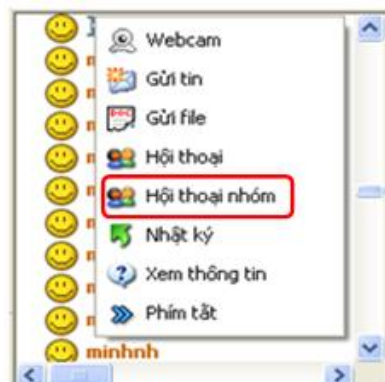 Webcam
Gửi tin
Gửi file
Hội thoại
Hội thoại nhóm
Nhật ký
Xem thông tin
Phím tắt
minhnh